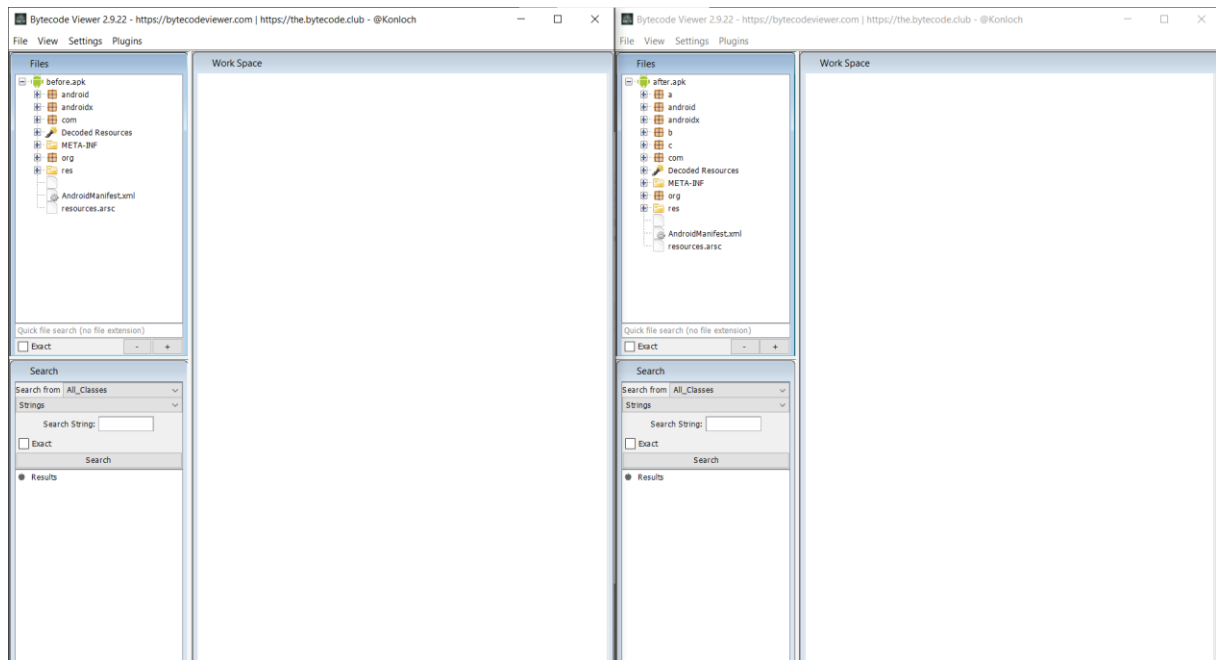 Bytecode Viewer 2.9.22 - https://bytecodeviewer.com | https://the.bytecode.club - @Konloch
File View Settings Plugins
Files
Work Space
before.apk
android
androidx
com
Decoded Resources
META-INF
org
res
AndroidManifest.xml
resources.arsc
Quick file search (no file extension)
Exact
- +
Search
Search from All_Classes
Strings
Search String:
Exact
Search
Results
Bytecode Viewer 2.9.22 - https://bytecodeviewer.com | https://the.bytecode.club - @Konloch
File View Settings Plugins
Files
Work Space
after.apk
a
android
androidx
b
c
com
Decoded Resources
META-INF
org
res
AndroidManifest.xml
resources.arsc
Quick file search (no file extension)
Exact
- +
Search
Search from All_Classes
Strings
Search String:
Exact
Search
Results